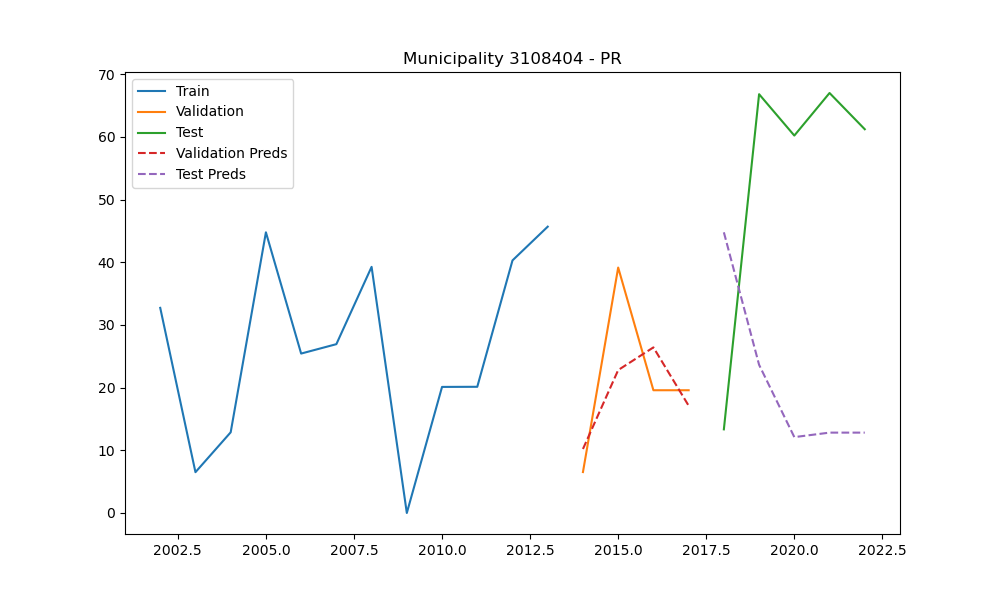 Municipality 3108404 - PR
70
60
50
40
30
20
10
0
Train
Validation
Test
Validation Preds
Test Preds
2002.5 2005.0 2007.5 2010.0 2012.5 2015.0 2017.5 2020.0 2022.5